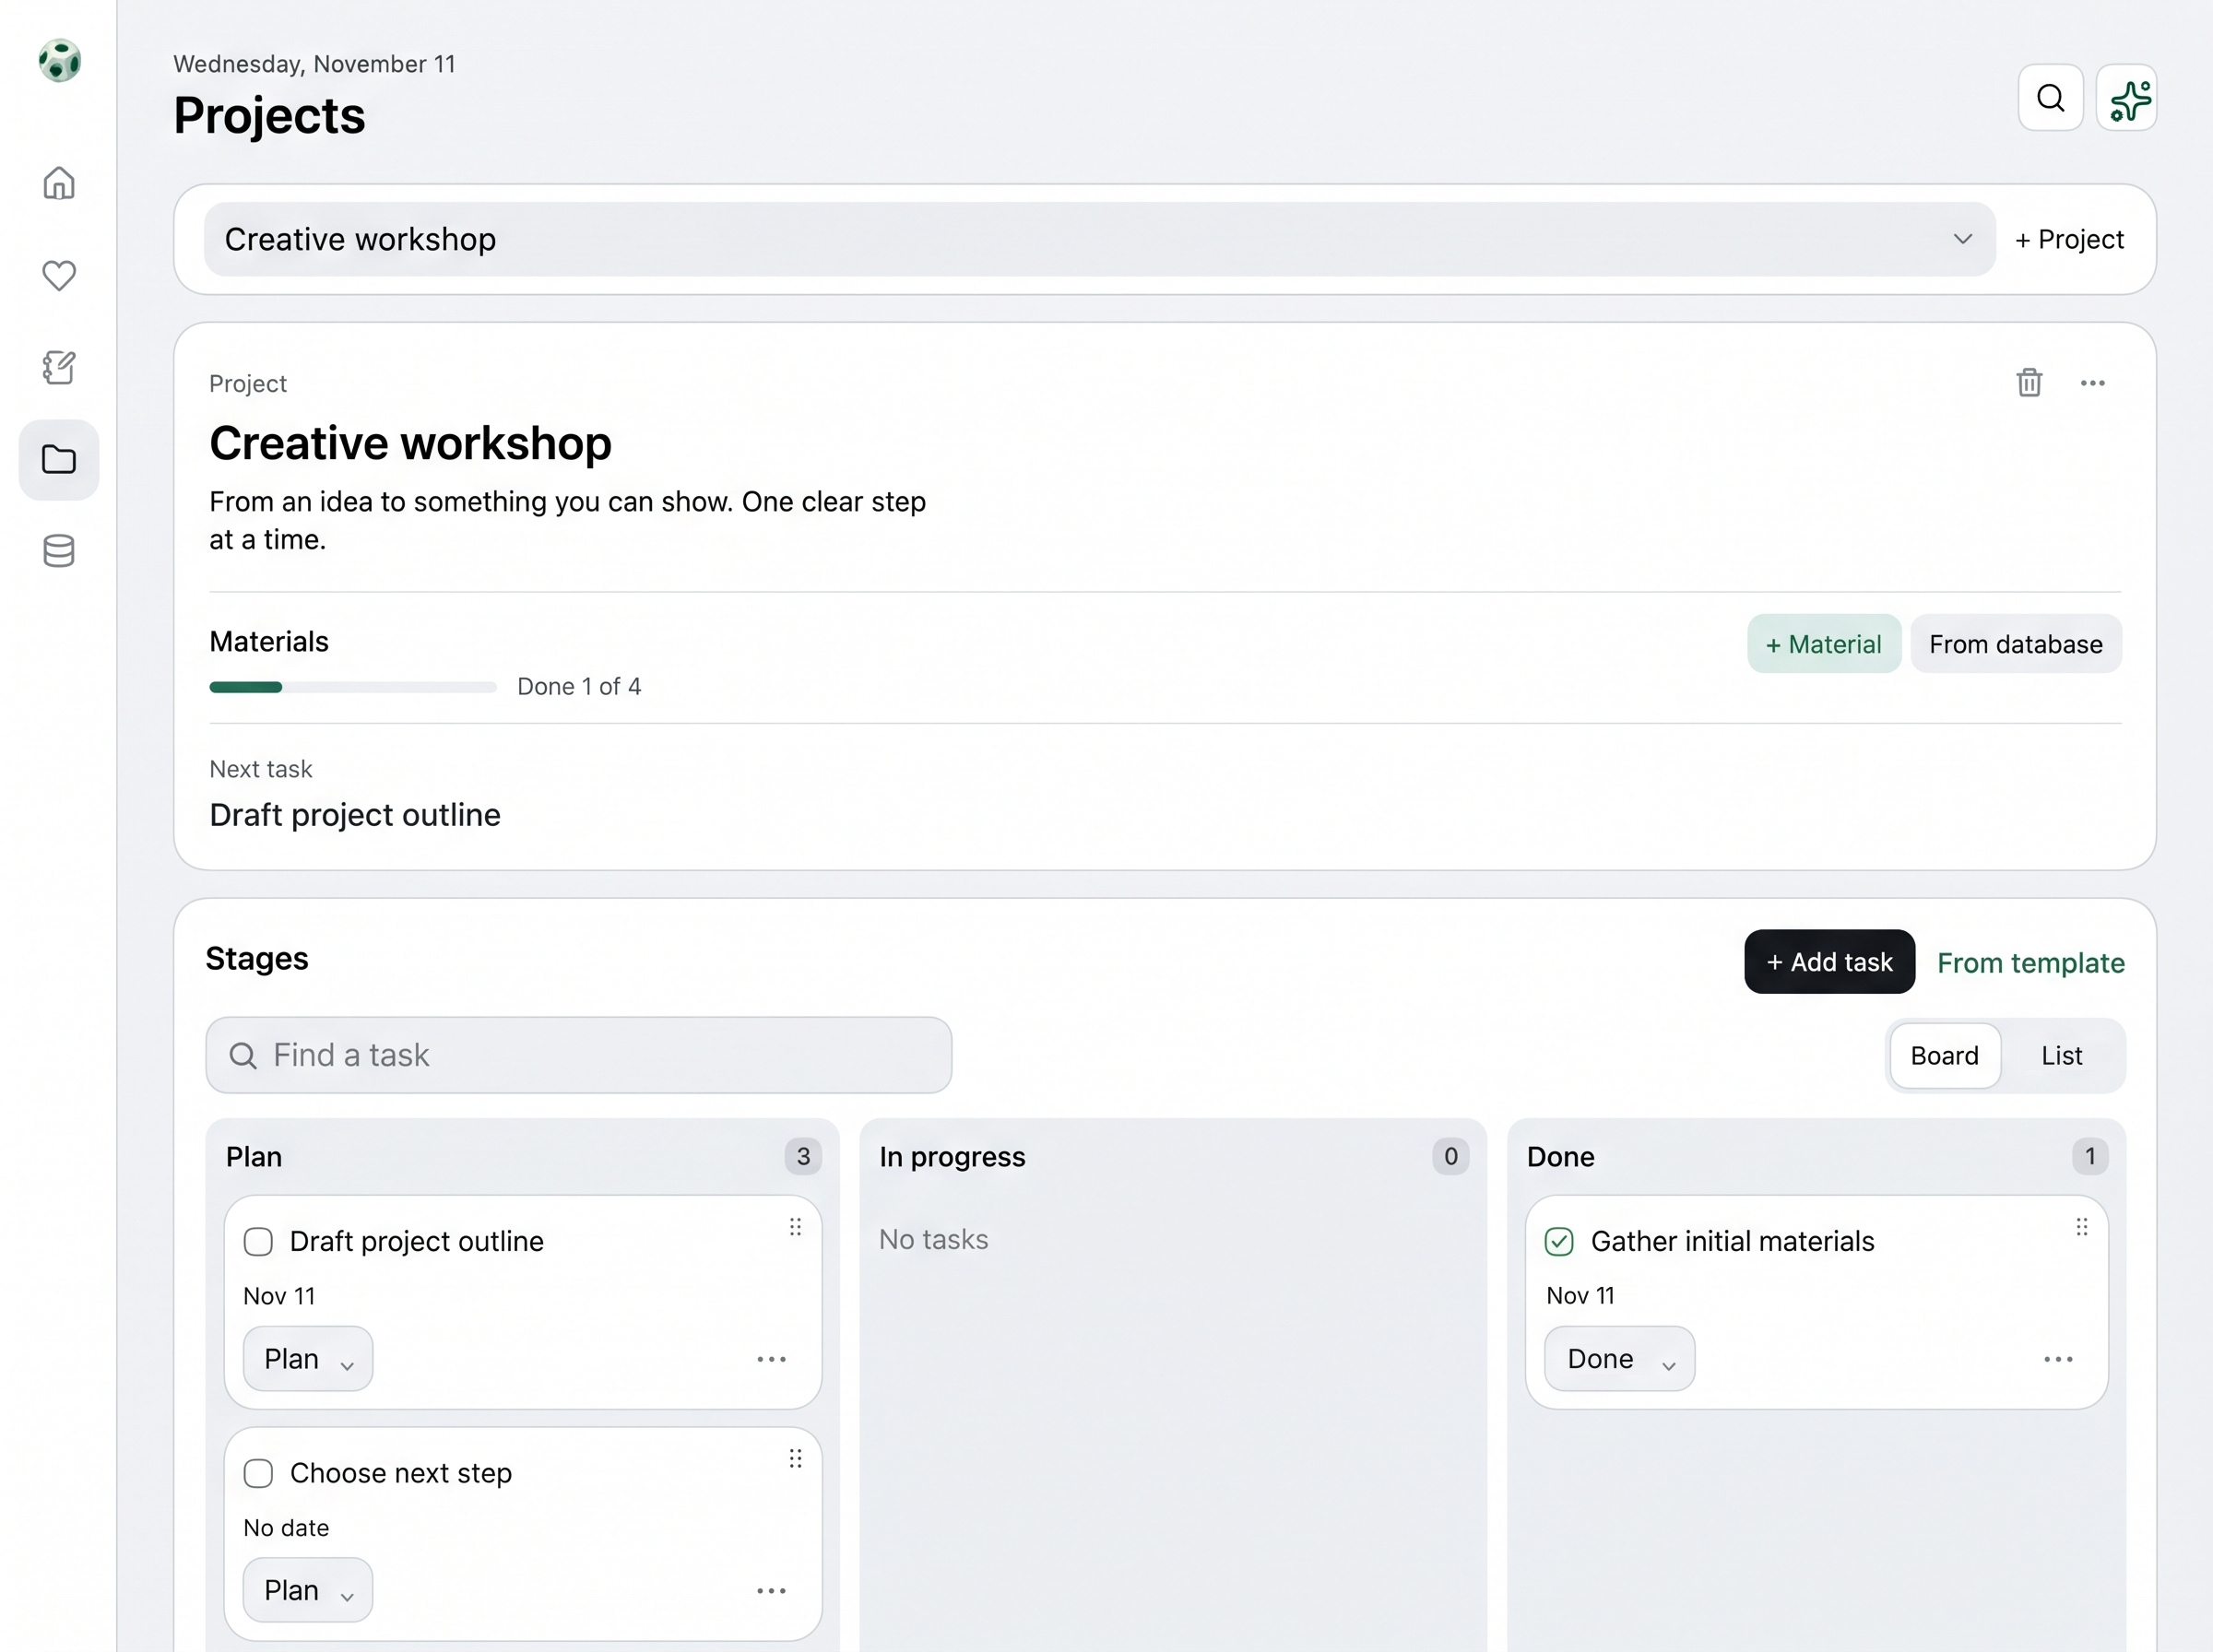 Wednesday, November 11
Projects
Creative workshop
+ Project
Project
Creative workshop
From an idea to something you can show. One clear step
at a time.
Materials
+ Material
From database
Done 1 of 4
Next task
Draft project outline
Stages
+ Add task
From template
Find a task
Board
List
Plan
3
Draft project outline
Nov 11
Plan
Choose next step
No date
Plan
In progress
0
No tasks
Done
1
Gather initial materials
Nov 11
Done